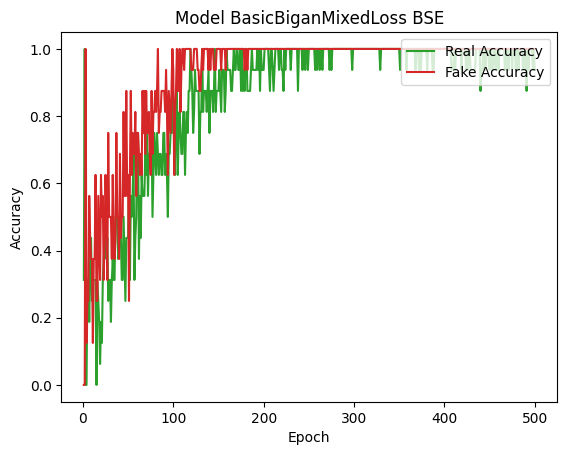 Model BasicBiganMixedLoss BSE
Real Accuracy
Fake Accuracy
Accuracy
1.0
0.8
0.6
0.4
0.2
0.0
0
100
200
300
400
500
Epoch